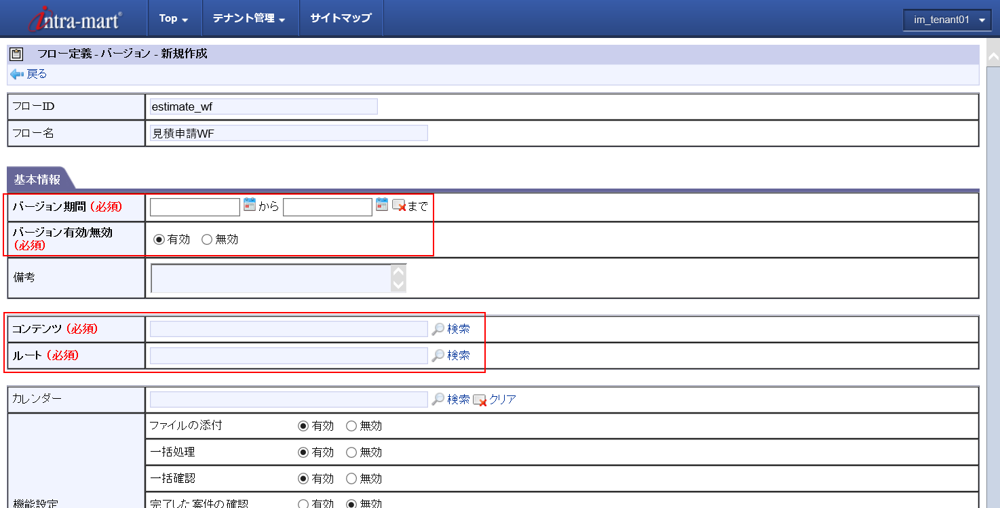 intra-mart®
Top
テナント管理
サイトマップ
im_tenant01
フロー定義 - バージョン - 新規作成
戻る
フローID estimate_wf
フロー名 見積申請WF
基本情報
バージョン期間 (必須) から まで
バージョン有効/無効
(必須) 有効 無効
備考
コンテンツ (必須) 検索
ルート (必須) 検索
カレンダー 検索 クリア
ファイルの添付 有効 無効
一括処理 有効 無効
一括確認 有効 無効
機能設定 完了した案件の確認 有効 無効